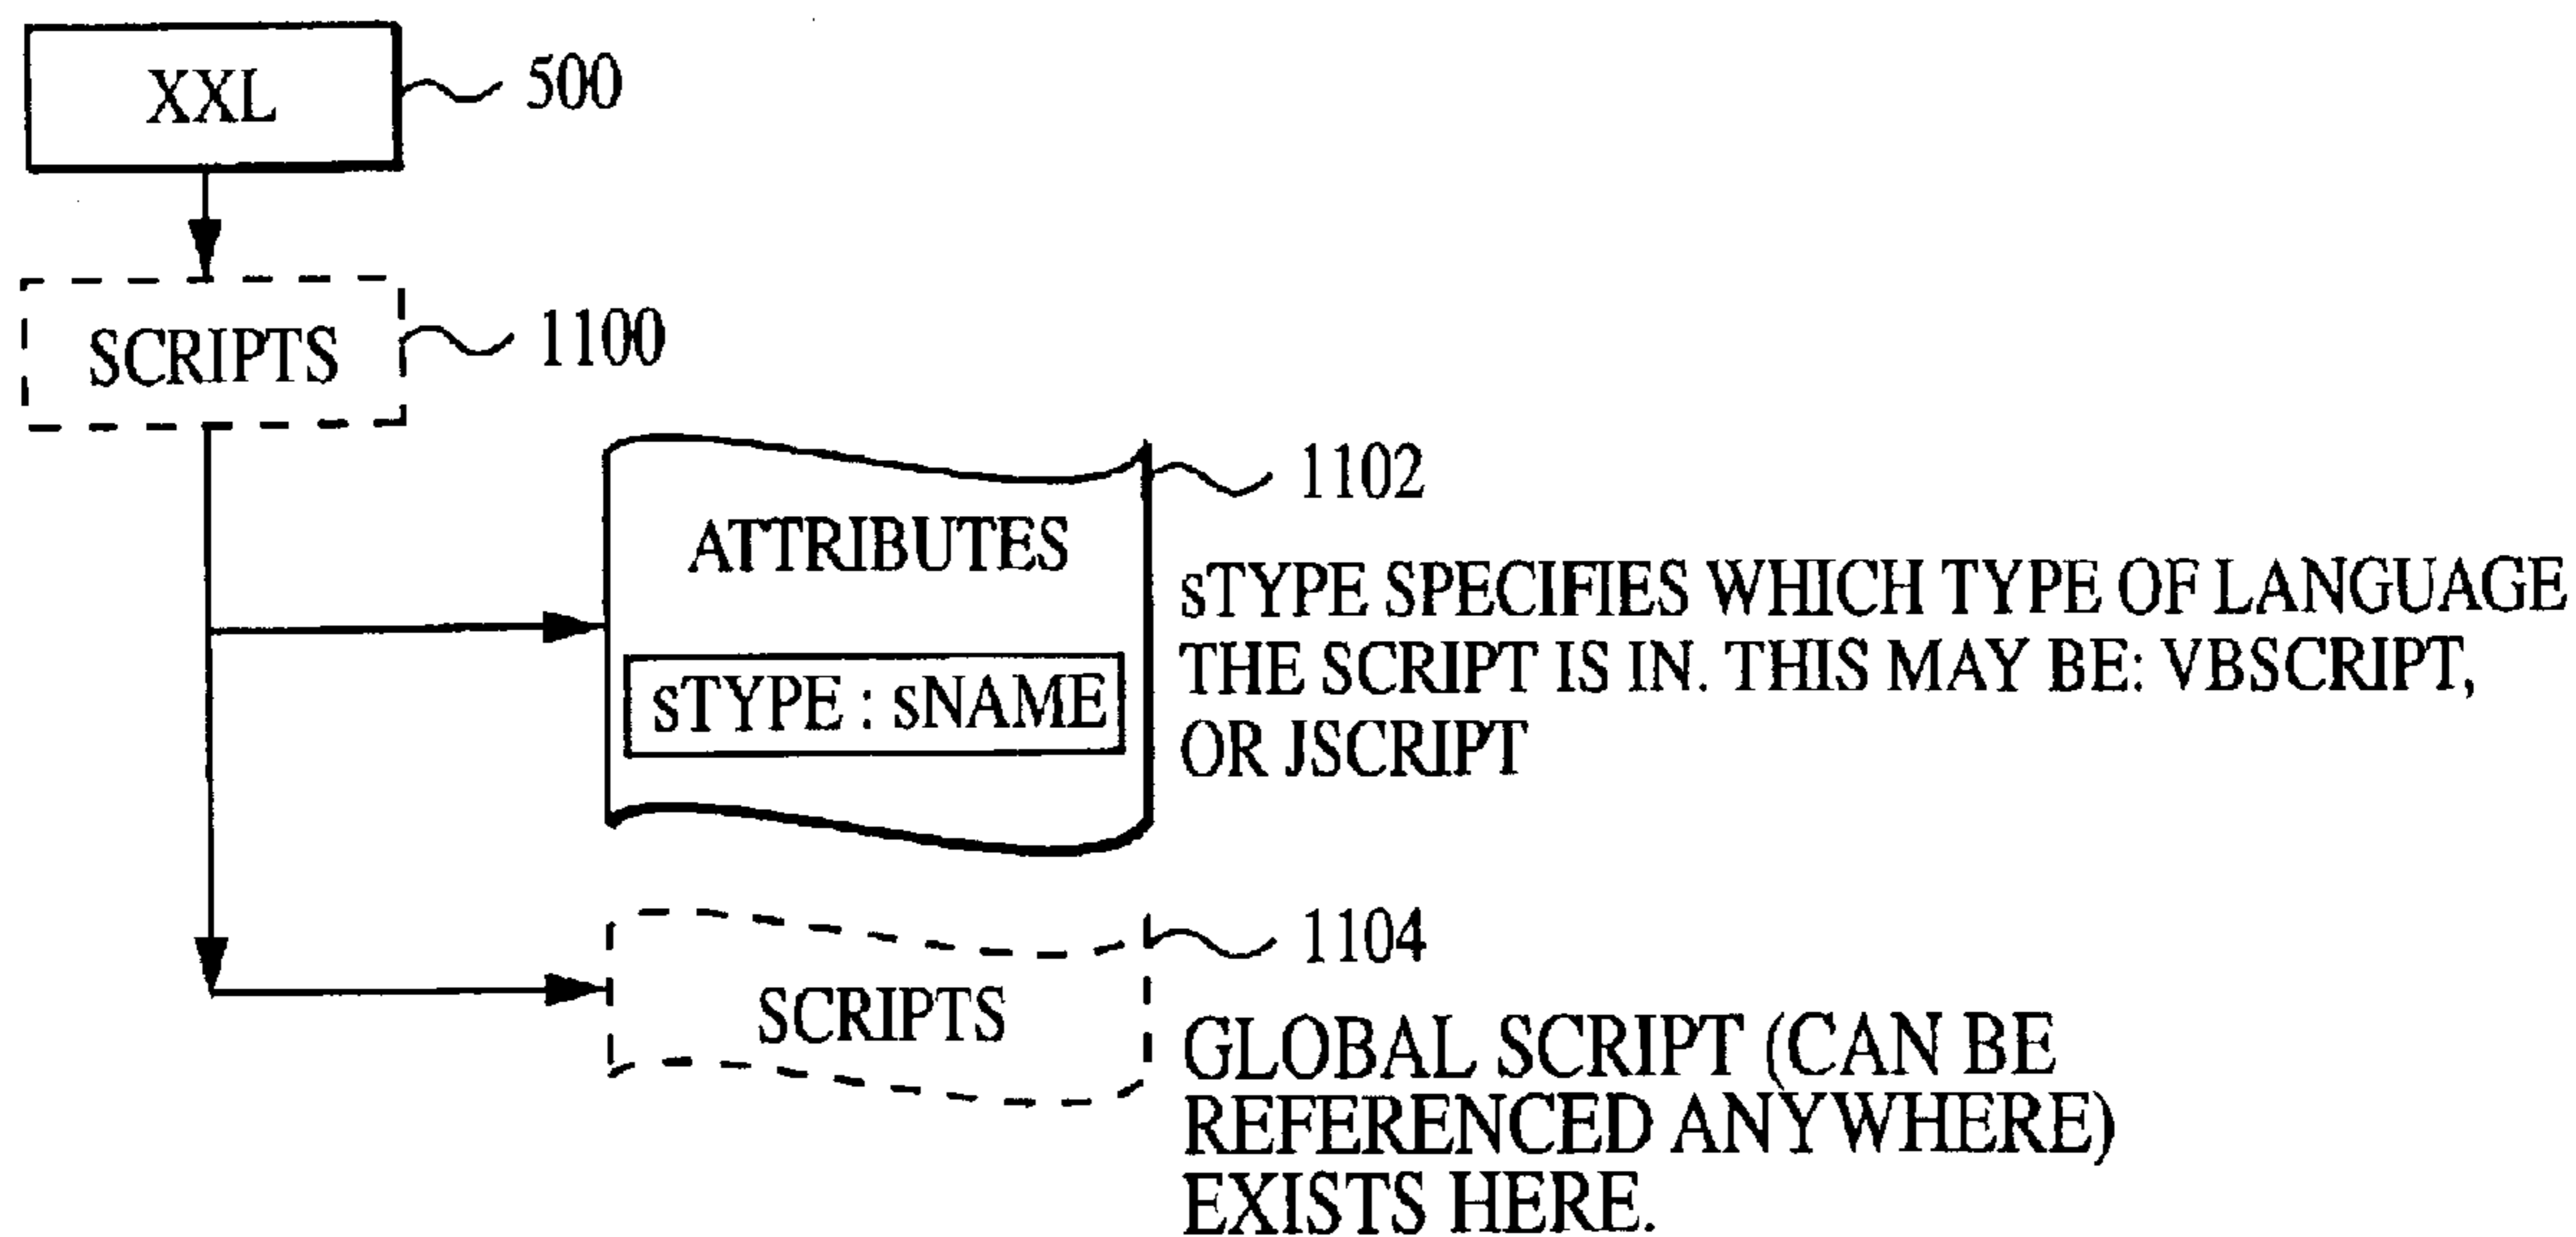 XXL
500
SCRIPTS
1100
1102
ATTRIBUTES
sTYPE : sNAME
sTYPE SPECIFIES WHICH TYPE OF LANGUAGE
THE SCRIPT IS IN. THIS MAY BE: VBSCRIPT,
OR JSCRIPT
1104
SCRIPTS
GLOBAL SCRIPT (CAN BE
REFERENCED ANYWHERE)
EXISTS HERE.